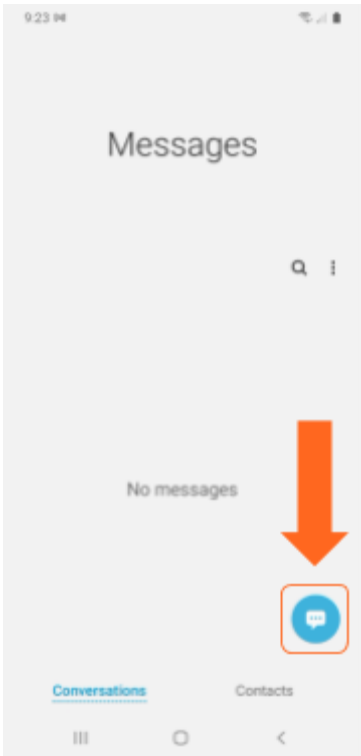 9:23
Messages
No messages
Conversations
Contacts